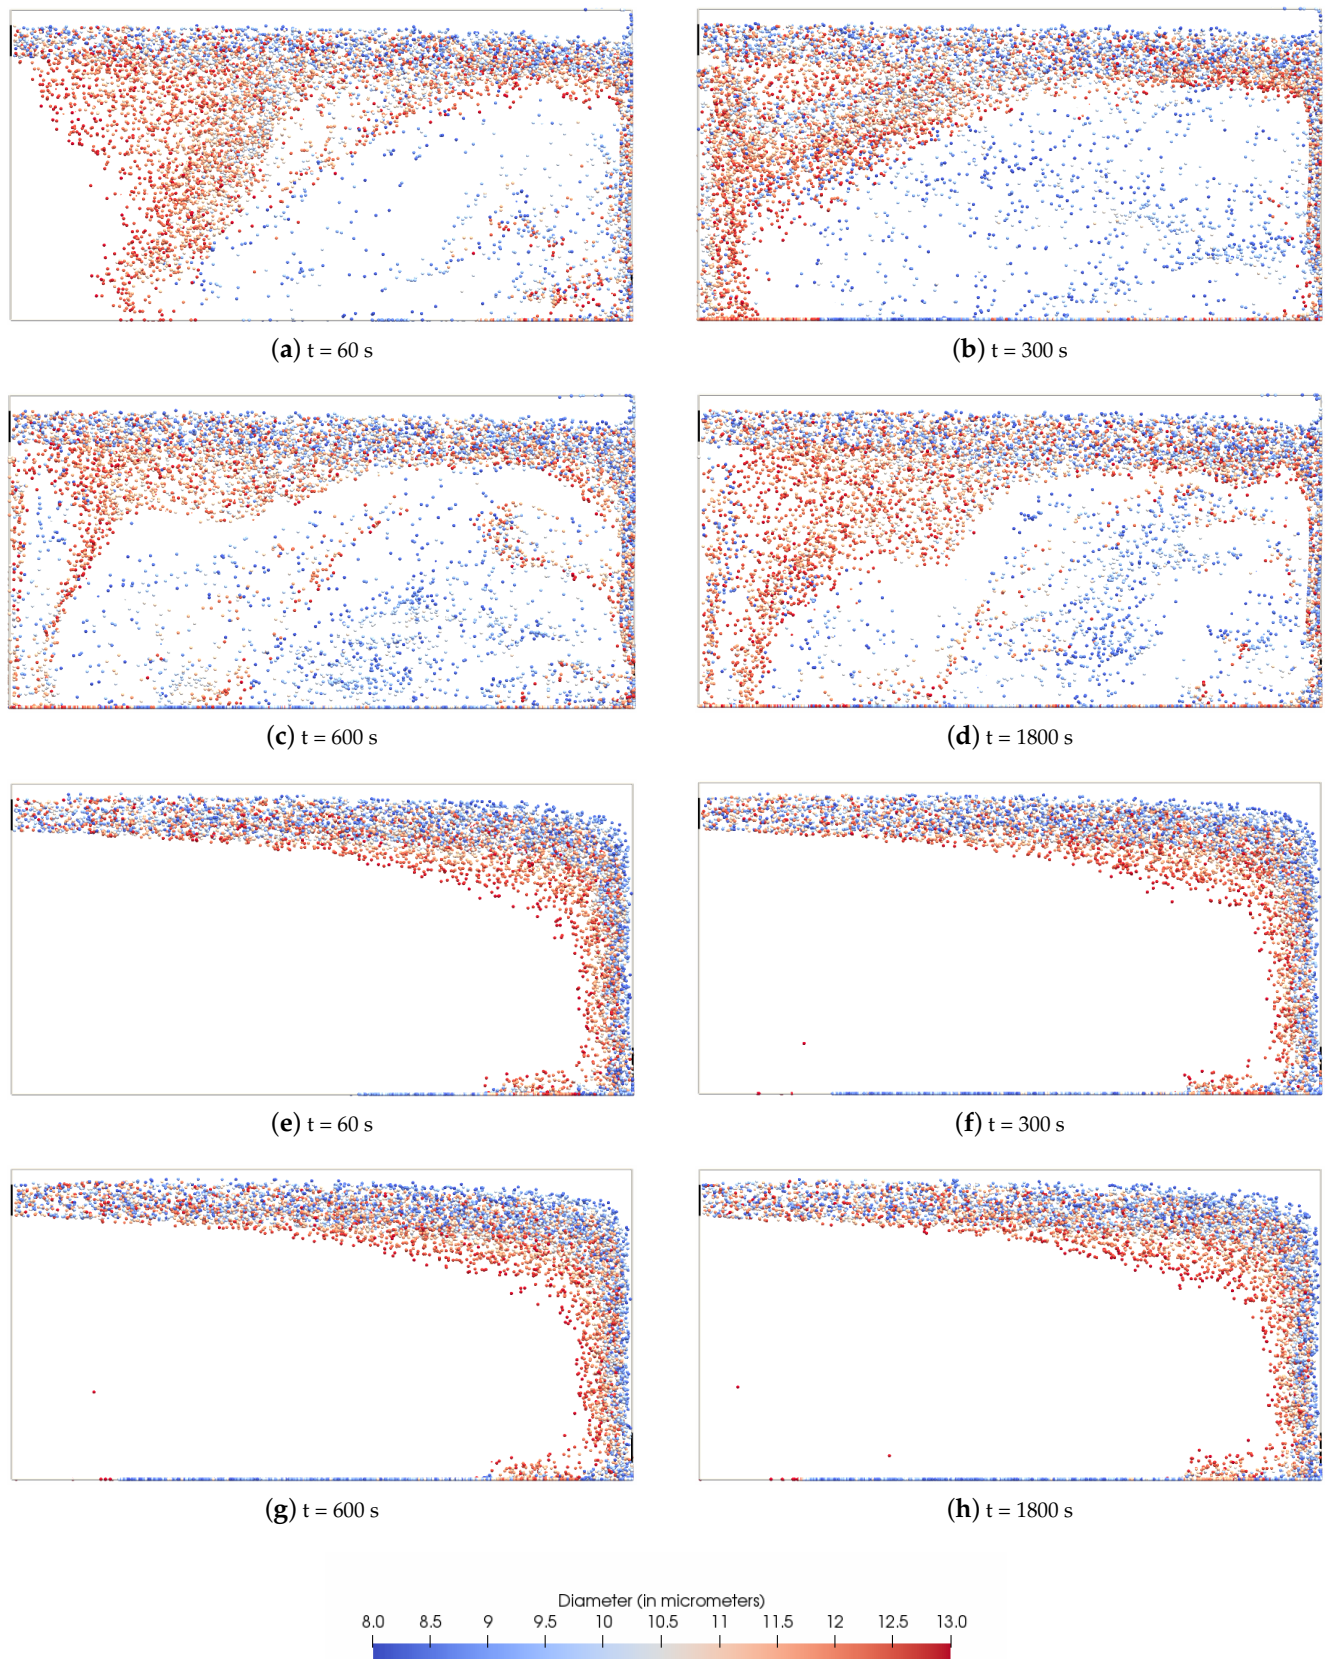 (a) t = 60 s
(b) t = 300 s
(c) t = 600 s
(d) t = 1800 s
(e) t = 60 s
(f) t = 300 s
(g) t = 600 s
(h) t = 1800 s
Diameter (in micrometers)
8.0 8.5 9 9.5 10 10.5 11 11.5 12 12.5 13.0